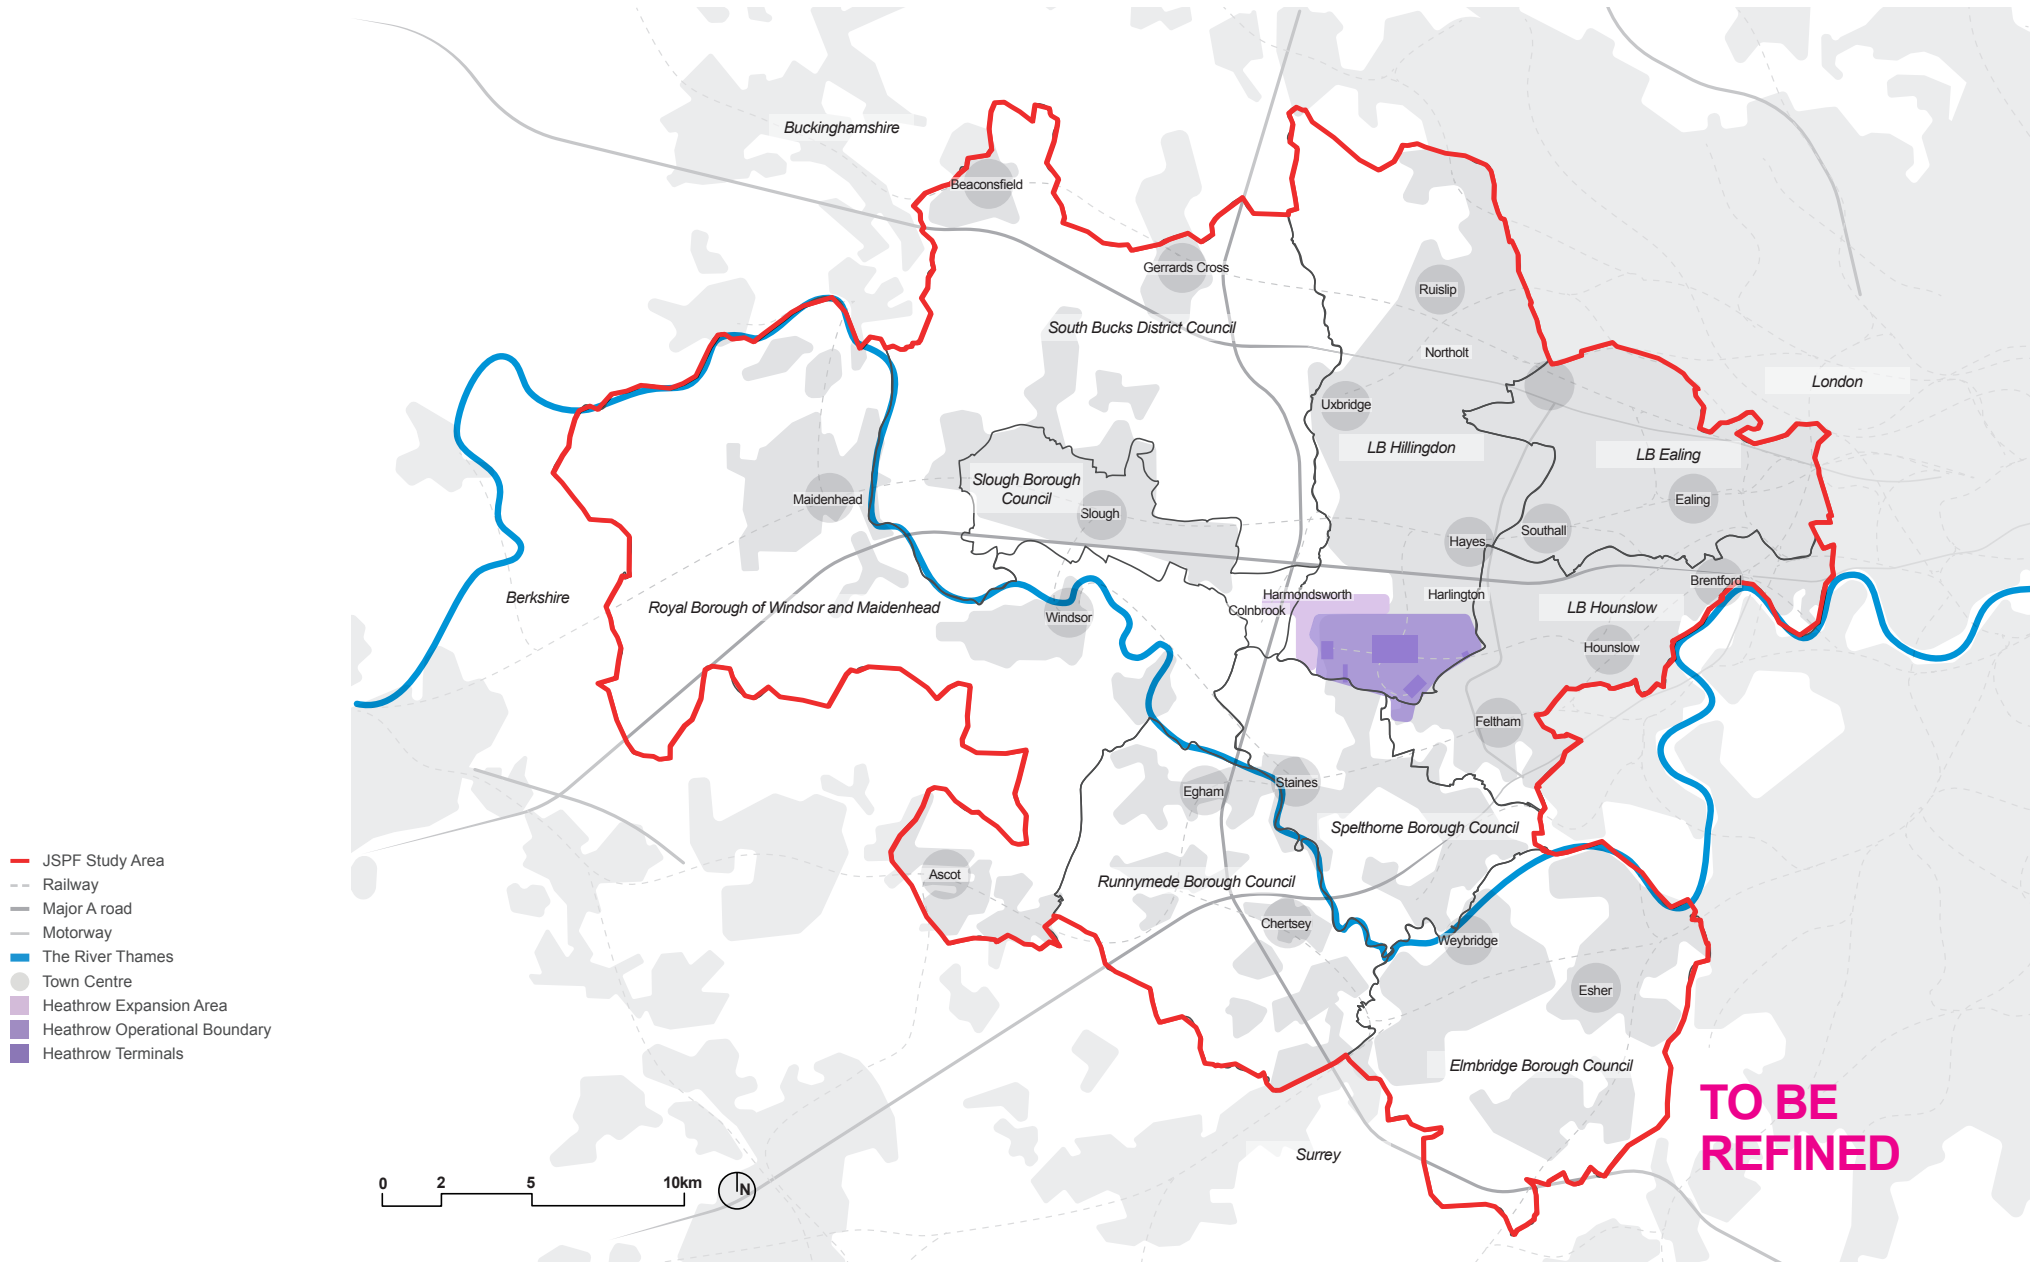 Buckinghamshire
Beaconsfield
Gerrards Cross
Ruislip
South Bucks District Council
Northolt
London
Uxbridge
LB Hillingdon
LB Ealing
Slough Borough
Council
Maidenhead
Slough
Ealing
Southall
Hayes
Brentford
Berkshire
Royal Borough of Windsor and Maidenhead
Windsor
Harmondsworth
Colnbrook
Harlington
LB Hounslow
Hounslow
Feltham
Egham
Staines
Spelthorne Borough Council
Ascot
Runnymede Borough Council
Chertsey
Weybridge
Esher
Elmbridge Borough Council
Surrey
TO BE
REFINED
JSPF Study Area
Railway
Major A road
Motorway
The River Thames
Town Centre
Heathrow Expansion Area
Heathrow Operational Boundary
Heathrow Terminals
0 2 5 10km
N